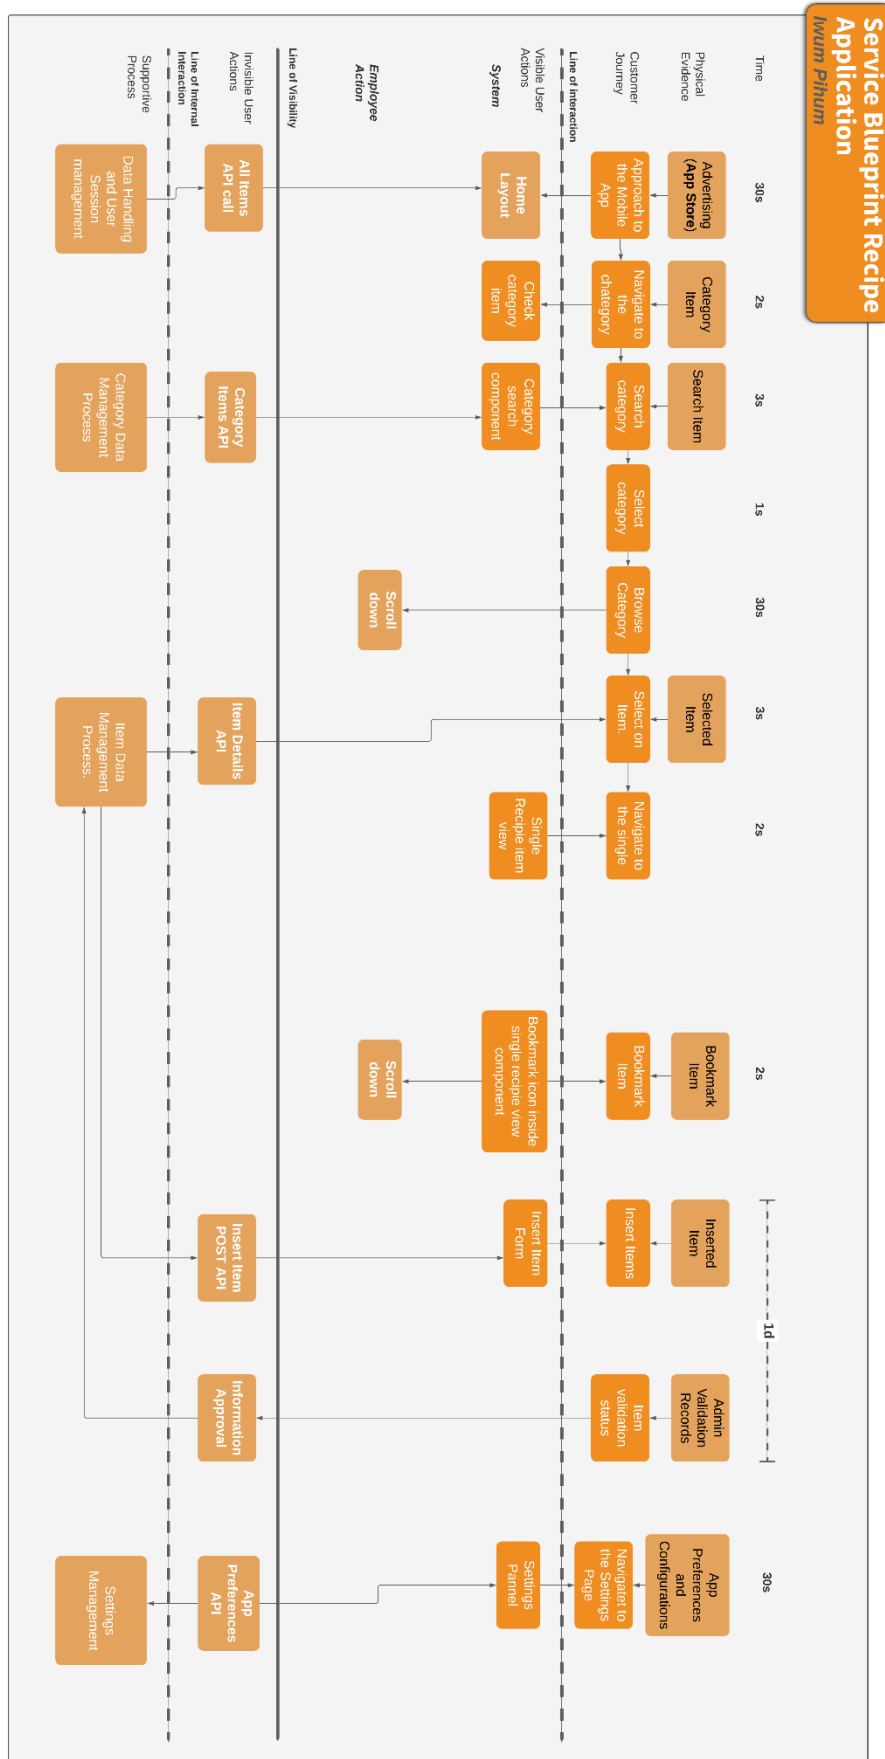 Service Blueprint Recipe
Application
Iwum Pihum
Time
30s
2s
3s
1s
30s
3s
2s
2s
1d
30s
Physical
Evidence
Advertising
(App Store)
Category
Item
Search Item
Selected
Item
Bookmark
Item
Inserted
Item
Admin
Validation
Records
App
Preferences
and
Configurations
Customer
Journey
Approach to
the Mobile
App
Navigate to
the
chategory
Search
category
Select
category
Browse
Category
Select on
Item.
Navigate to
the single
Bookmark
Item
Insert Items
Item
validation
status
Navigatet to
the Settings
Page
Line of interaction
Visible User
Actions
System
Home
Layout
Check
category
item
Category
search
component
Single
Recipie item
view
Bookmark icon inside
single recipie view
component
Insert Item
Form
Settings
Pannel
Employee
Action
Scroll
down
Scroll
down
Line of Visibility
Invisible User
Actions
All Items
API call
Category
Items API
Item Details
API
Insert Item
POST API
Information
Approval
App
Preferences
API
Line of Internal
Interaction
Supportive
Process
Data Handling
and User
Session
management
Category Data
Management
Process
Item Data
Management
Process.
Settings
Management